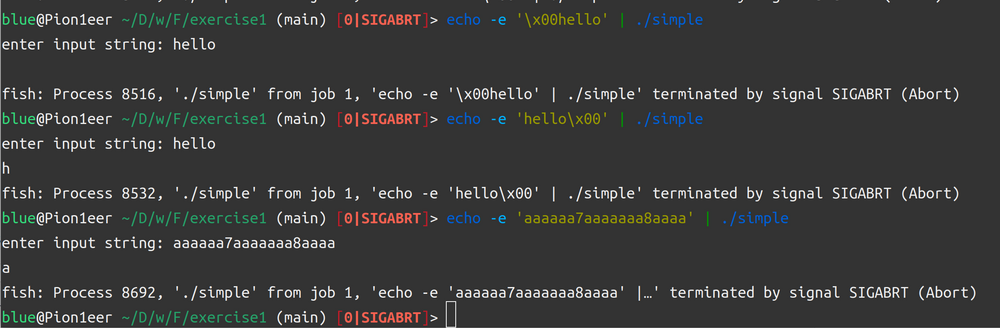 blue@Pion1eer ~/D/w/F/exercise1 (main) [0|SIGABRT]> echo -e '\x00hello' | ./simple
enter input string: hello
fish: Process 8516, './simple' from job 1, 'echo -e '\x00hello' | ./simple' terminated by signal SIGABRT (Abort)
blue@Pion1eer ~/D/w/F/exercise1 (main) [0|SIGABRT]> echo -e 'hello\x00' | ./simple
enter input string: hello
h
fish: Process 8532, './simple' from job 1, 'echo -e 'hello\x00' | ./simple' terminated by signal SIGABRT (Abort)
blue@Pion1eer ~/D/w/F/exercise1 (main) [0|SIGABRT]> echo -e 'aaaaaa7aaaaaaa8aaaa' | ./simple
enter input string: aaaaaa7aaaaaaa8aaaa
a
fish: Process 8692, './simple' from job 1, 'echo -e 'aaaaaa7aaaaaaa8aaaa' |…' terminated by signal SIGABRT (Abort)
blue@Pion1eer ~/D/w/F/exercise1 (main) [0|SIGABRT]>